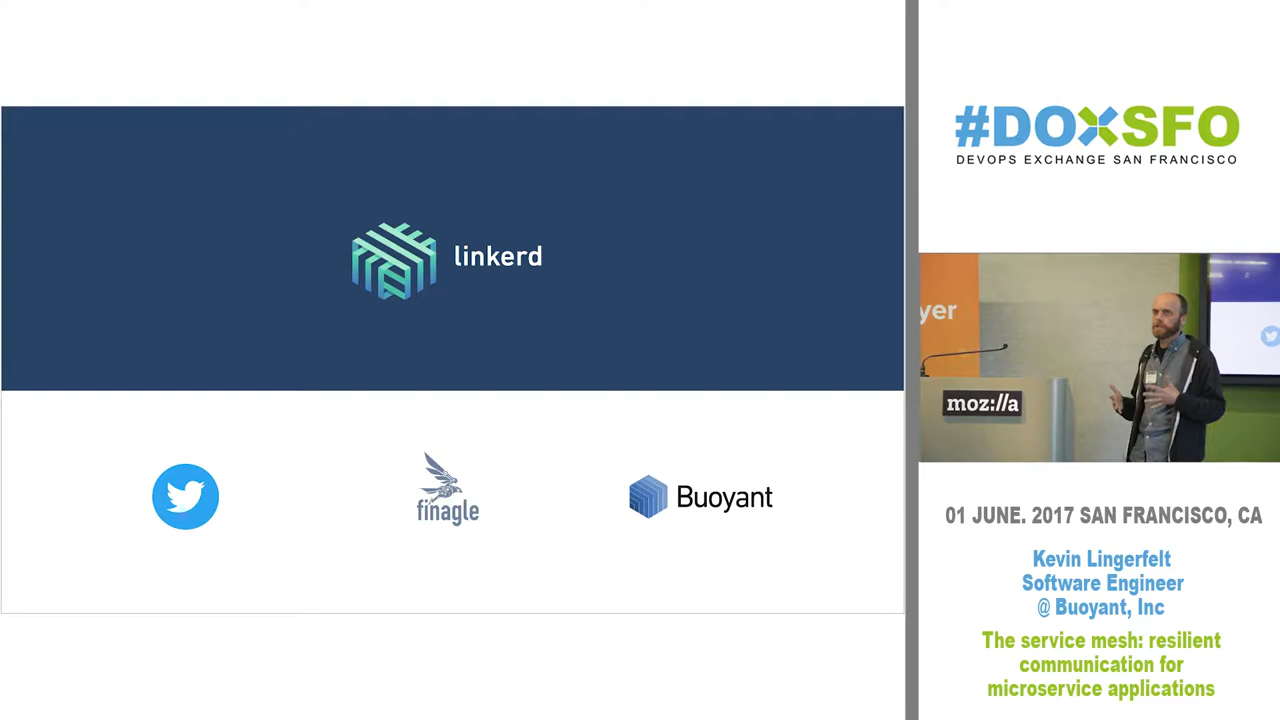 linkerd
finagle
Buoyant
#DOXSFO
DEVOPS EXCHANGE SAN FRANCISCO
yer
moz://a
01 JUNE. 2017 SAN FRANCISCO, CA
Kevin Lingerfelt
Software Engineer
@ Buoyant, Inc
The service mesh: resilient
communication for
microservice applications